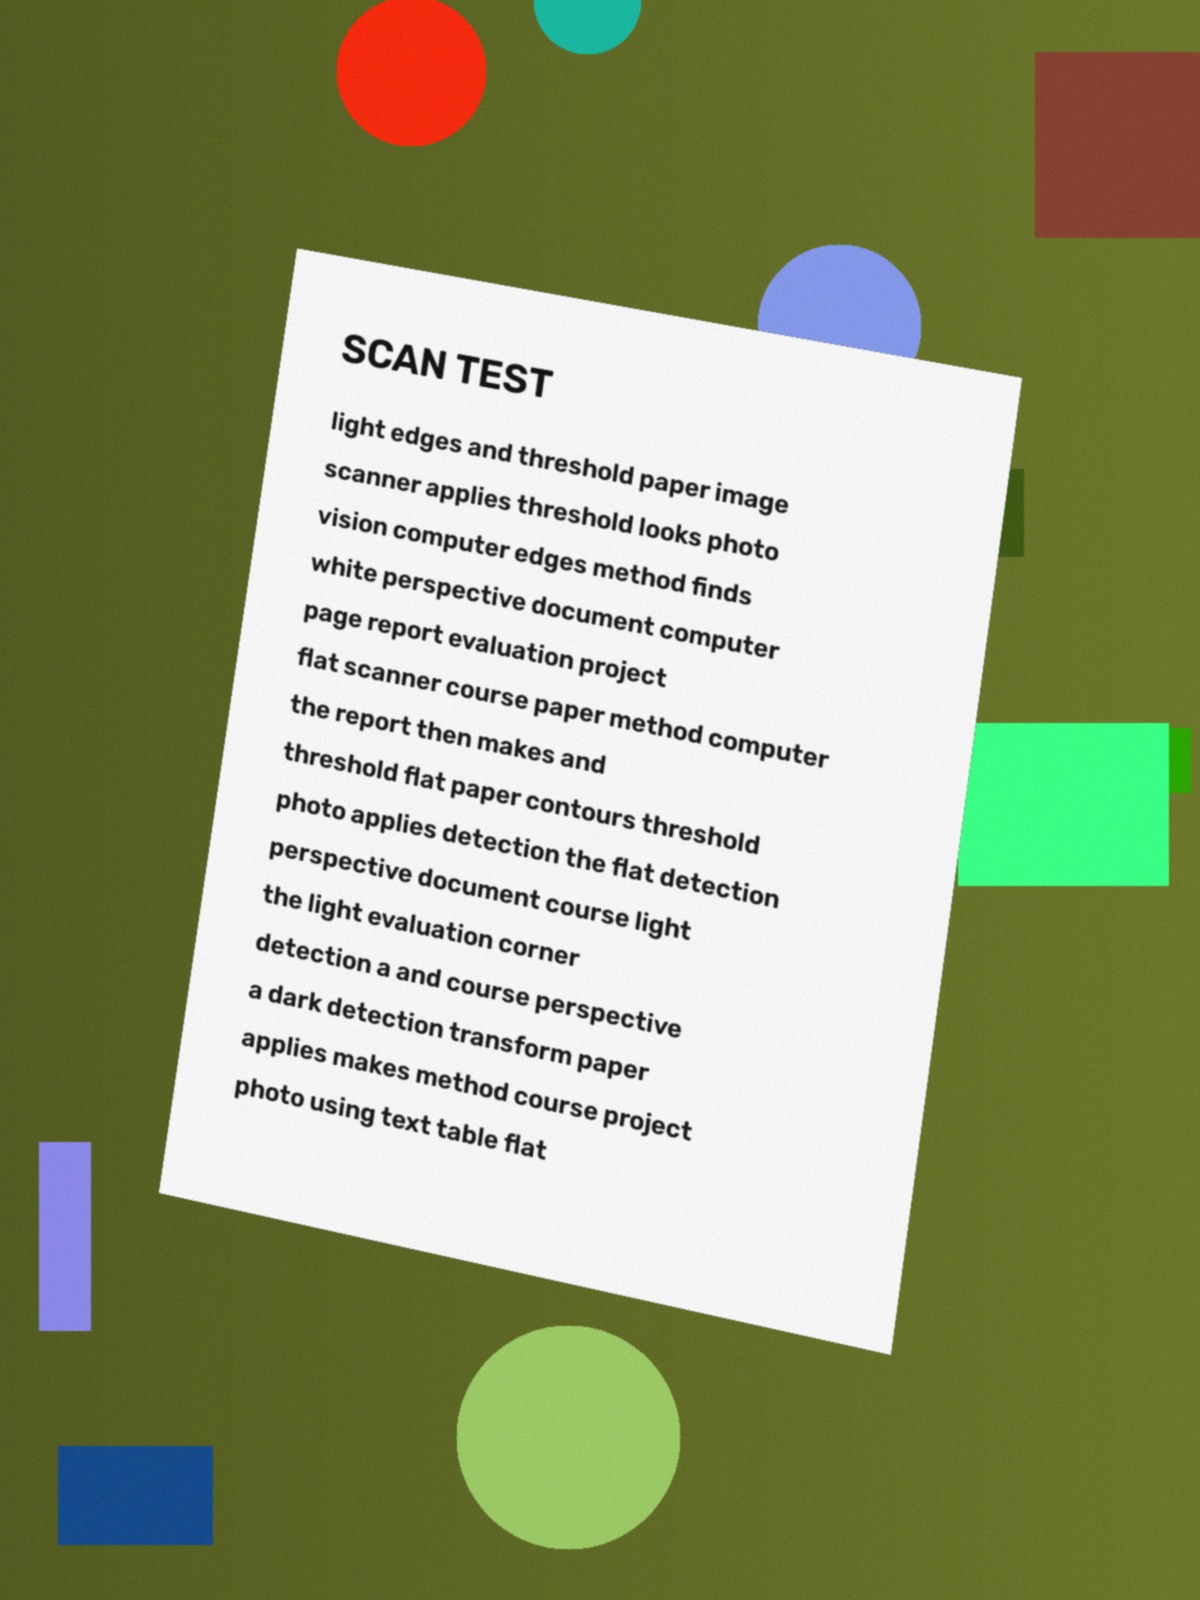 SCAN TEST
light edges and threshold paper image
scanner applies threshold looks photo
vision computer edges method finds
white perspective document computer
page report evaluation project
flat scanner course paper method computer
the report then makes and
threshold flat paper contours threshold
photo applies detection the flat detection
perspective document course light
the light evaluation corner
detection a and course perspective
a dark detection transform paper
applies makes method course project
photo using text table flat